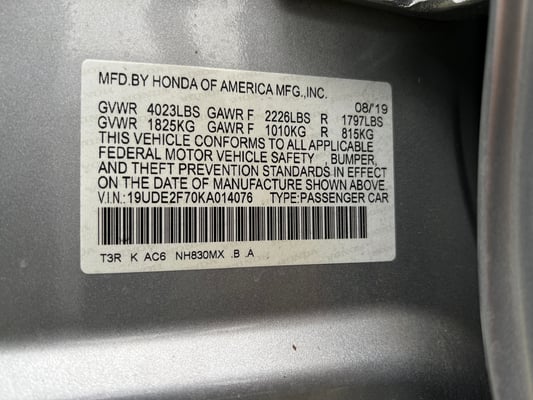 MFD.BY HONDA OF AMERICA MFG.,INC.
08/'19
GVWR 4023LBS GAWR F 2226LBS R 1797LBS
GVWR 1825KG GAWR F 1010KG R 815KG
THIS VEHICLE CONFORMS TO ALL APPLICABLE
FEDERAL MOTOR VEHICLE SAFETY , BUMPER,
AND THEFT PREVENTION STANDARDS IN EFFECT
ON THE DATE OF MANUFACTURE SHOWN ABOVE.
V.I.N.:19UDE2F70KA014076 TYPE:PASSENGER CAR
T3R K AC6 NH830MX .B .A